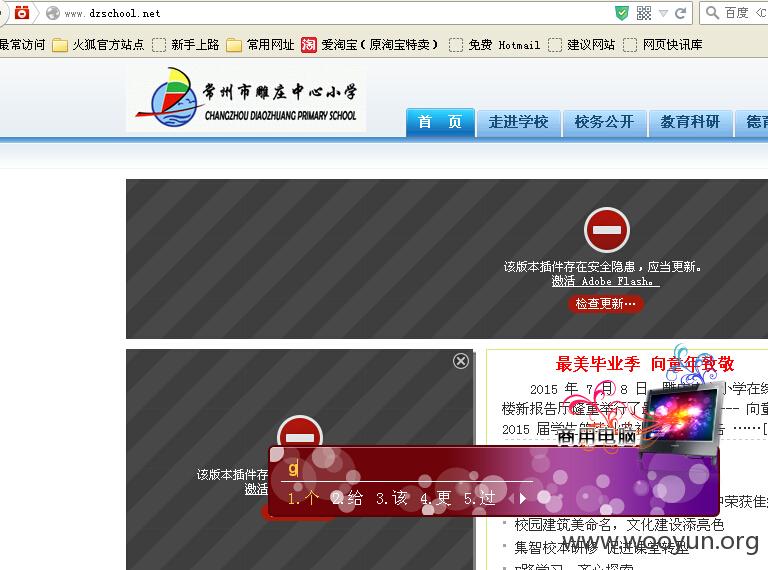 www.dzschool.net
百度
最常访问 火狐官方站点 新手上路 常用网址 爱淘宝（原淘宝特卖） 免费 Hotmail 建议网站 网页快讯库
常州市雕庄中心小学
CHANGZHOU DIAOZHUANG PRIMARY SCHOOL
首 页 走进学校 校务公开 教育科研 德育
该版本插件存在安全隐患，应当更新。
激活 Adobe Flash。
检查更新…
最美毕业季 向童年致敬
2015 年 7 月 8 日
小学在线
楼新报告厅隆重举行了
--- 向童
2015 届学生
……[
商用电脑
该版本插件存
激活
g
1.个 2.给 3.该 4.更 5.过
中荣获佳
校园建筑美命名，文化建设添亮色
集智校本研修 促进课堂转型
www.wooyun.org